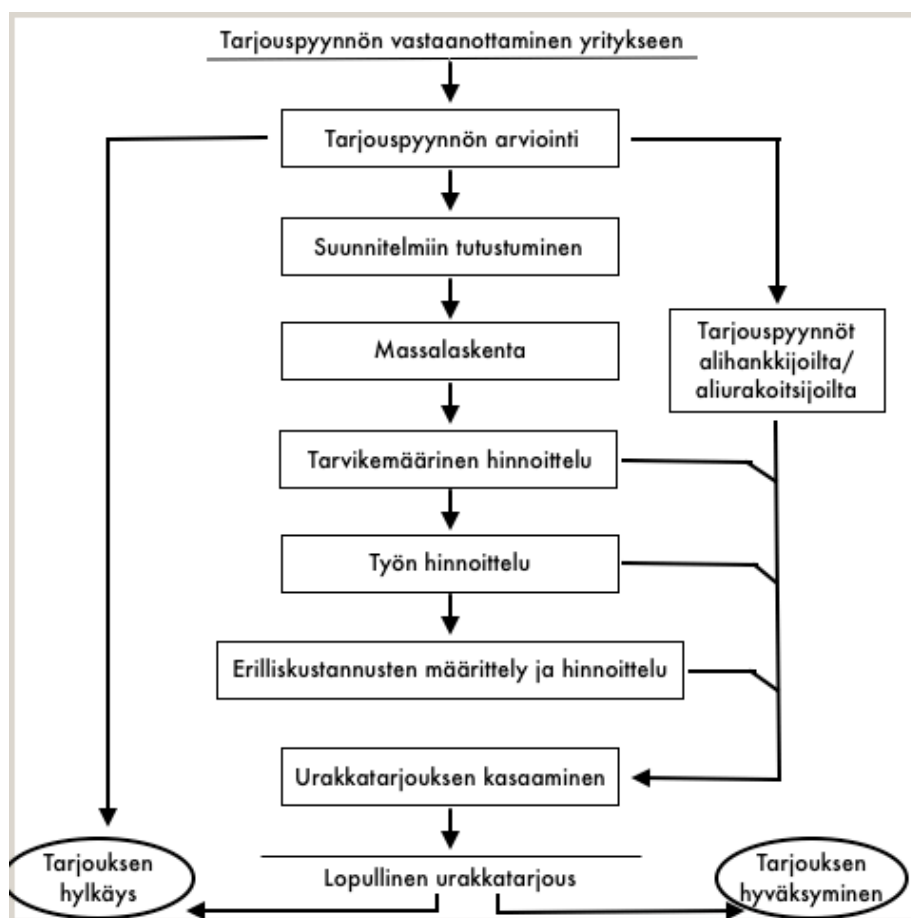 Tarjouspyynnön vastaanottaminen yritykseen
Tarjouspyynnön arviointi
Suunnitelmiin tutustuminen
Massalaskenta
Tarjouspyynnöt
alihankkijoilta/
aliurakoitsijoilta
Tarvikemäärinen hinnoittelu
Työn hinnoittelu
Erilliskustannusten määrittely ja hinnoittelu
Urakkatarjouksen kasaaminen
Tarjouksen
hylkäys
Lopullinen urakkatarjous
Tarjouksen
hyväksyminen